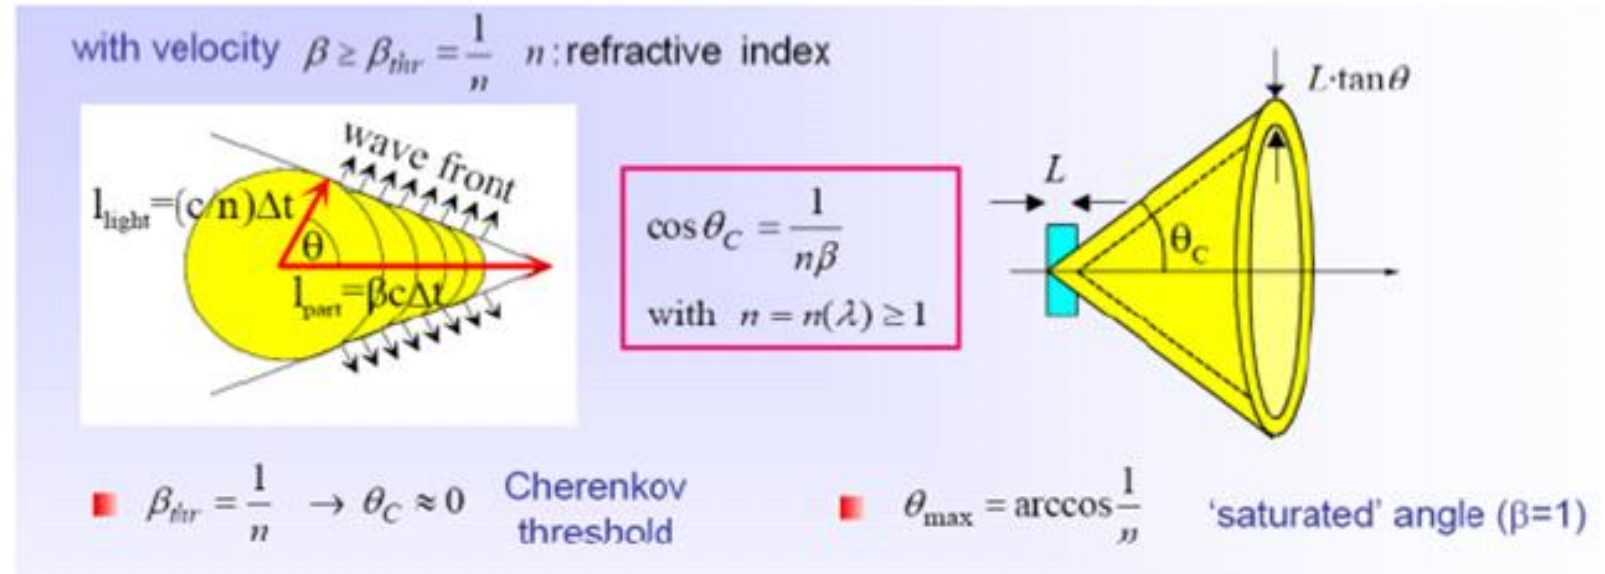 with velocity β ≥ β_thr = 1/n n: refractive index
wave front
l_light=(c/n)Δt
θ
l_part=βcΔt
cos θ_C = 1/(nβ)
with n = n(λ) ≥ 1
L·tanθ
L
θ_C
β_thr = 1/n → θ_C ≈ 0 Cherenkov
threshold
θ_max = arccos 1/n 'saturated' angle (β=1)